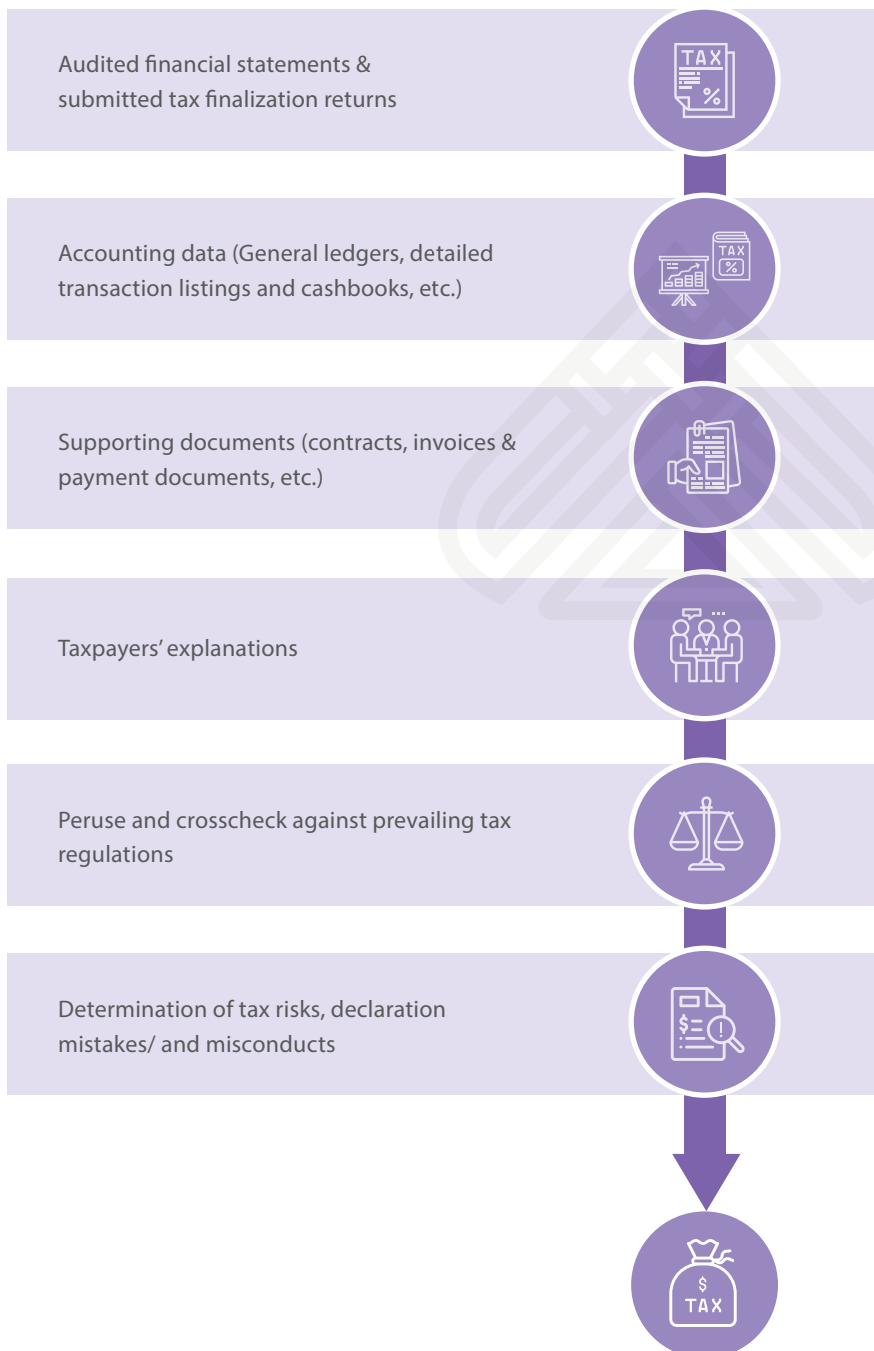 Audited financial statements &
submitted tax finalization returns
TAX
%
Accounting data (General ledgers, detailed
transaction listings and cashbooks, etc.)
TAX
%
Supporting documents (contracts, invoices &
payment documents, etc.)
Taxpayers’ explanations
Peruse and crosscheck against prevailing tax
regulations
Determination of tax risks, declaration
mistakes/ and misconducts
$
!
$
TAX